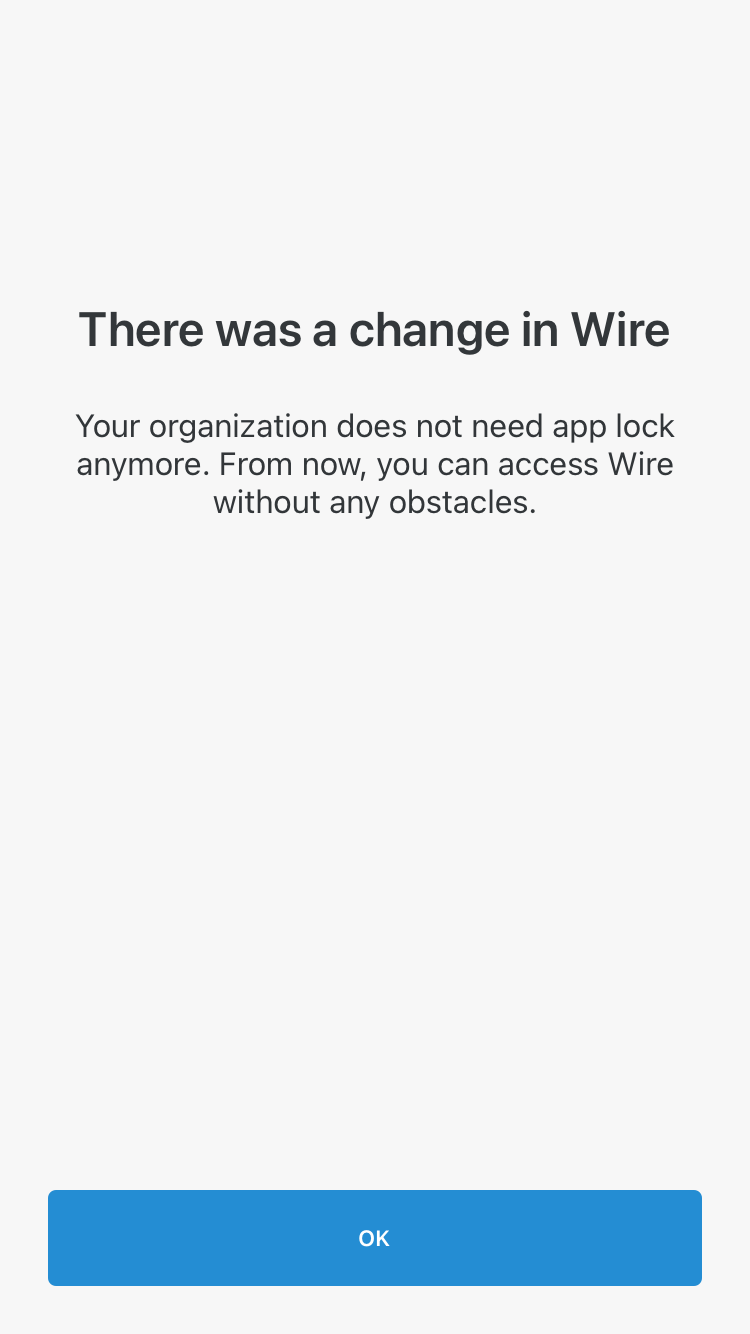 There was a change in Wire
Your organization does not need app lock
anymore. From now, you can access Wire
without any obstacles.
OK